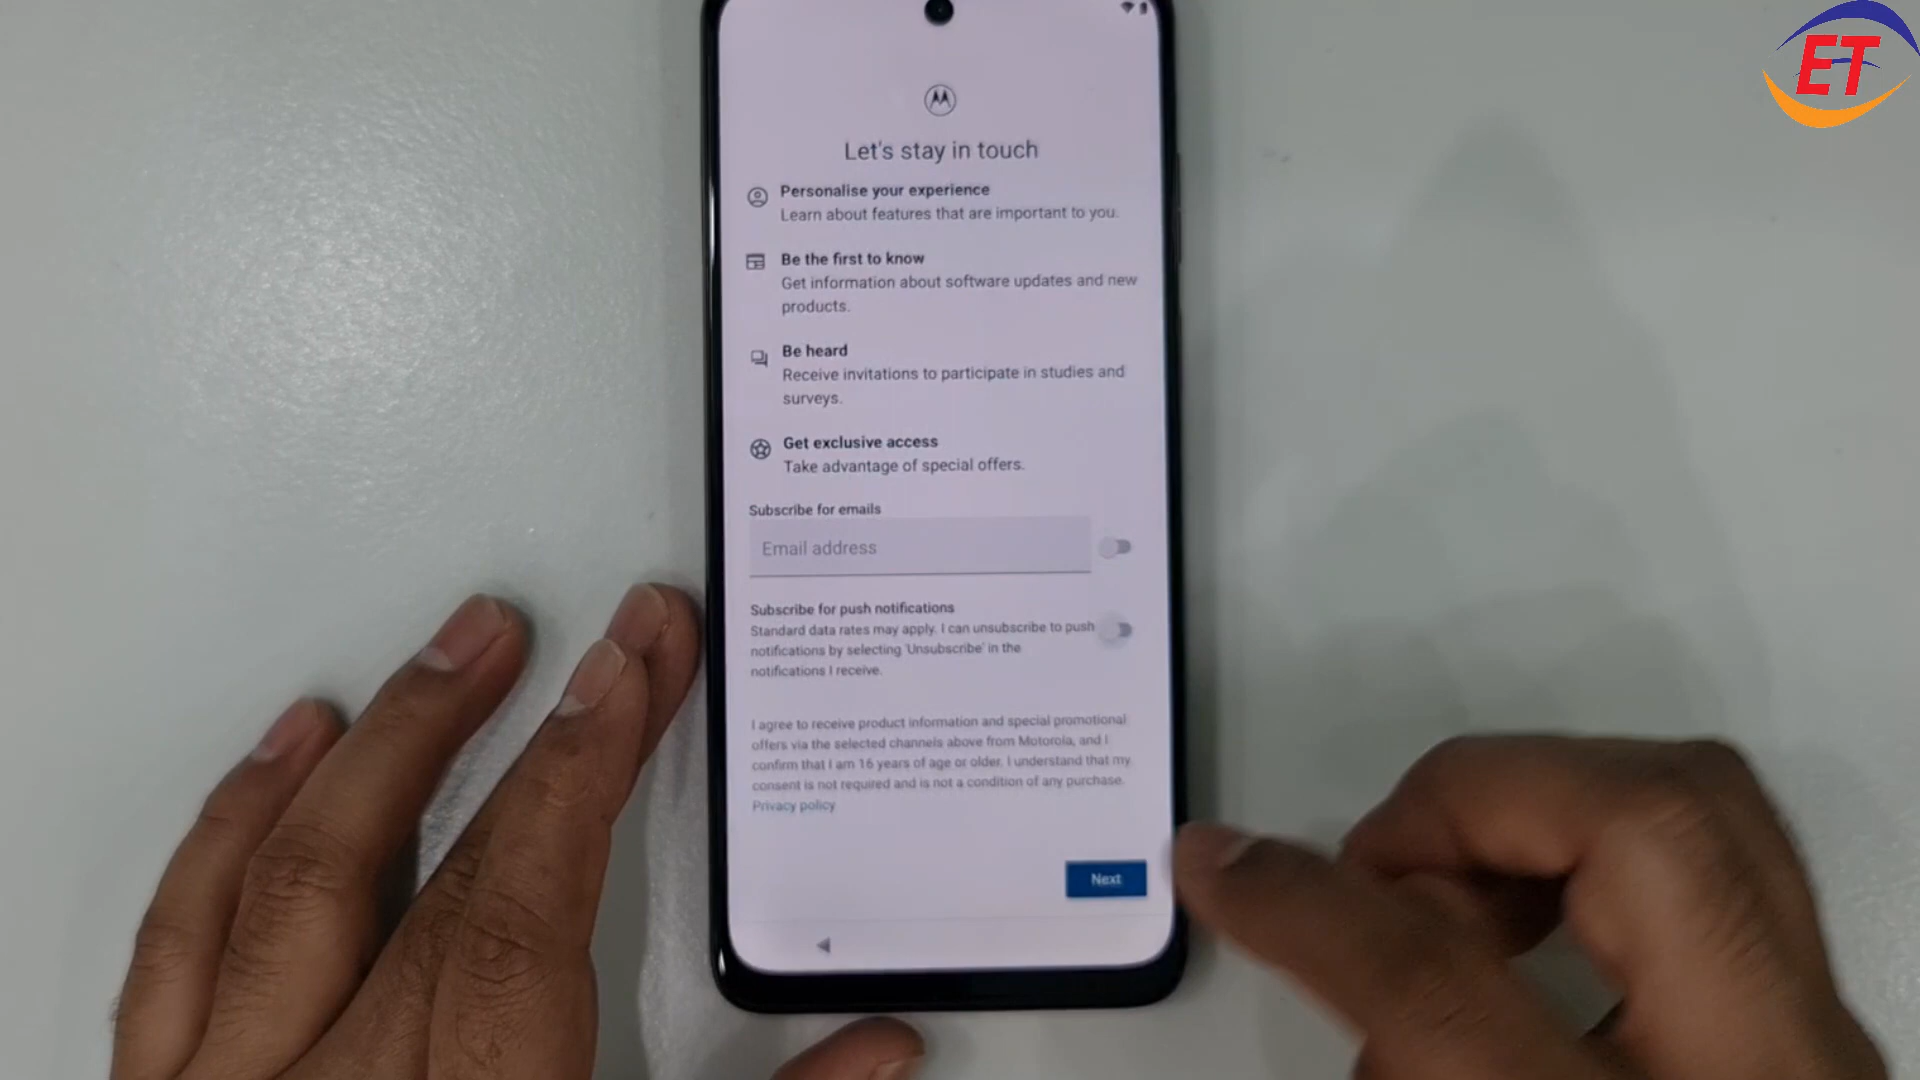 ET
Let's stay in touch
Personalise your experience
Learn about features that are important to you.
Be the first to know
Get information about software updates and new
products.
Be heard
Receive invitations to participate in studies and
surveys.
Get exclusive access
Take advantage of special offers.
Subscribe for emails
Email address
Subscribe for push notifications
Standard data rates may apply. I can unsubscribe to push
notifications by selecting 'Unsubscribe' in the
notifications I receive.
I agree to receive product information and special promotional
offers via the selected channels above from Motorola, and I
confirm that I am 16 years of age or older. I understand that my
consent is not required and is not a condition of any purchase.
Privacy policy
Next